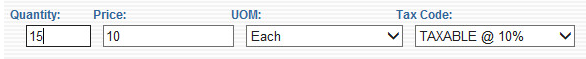 Quantity: Price: UOM: Tax Code:
15 10 Each TAXABLE @ 10%